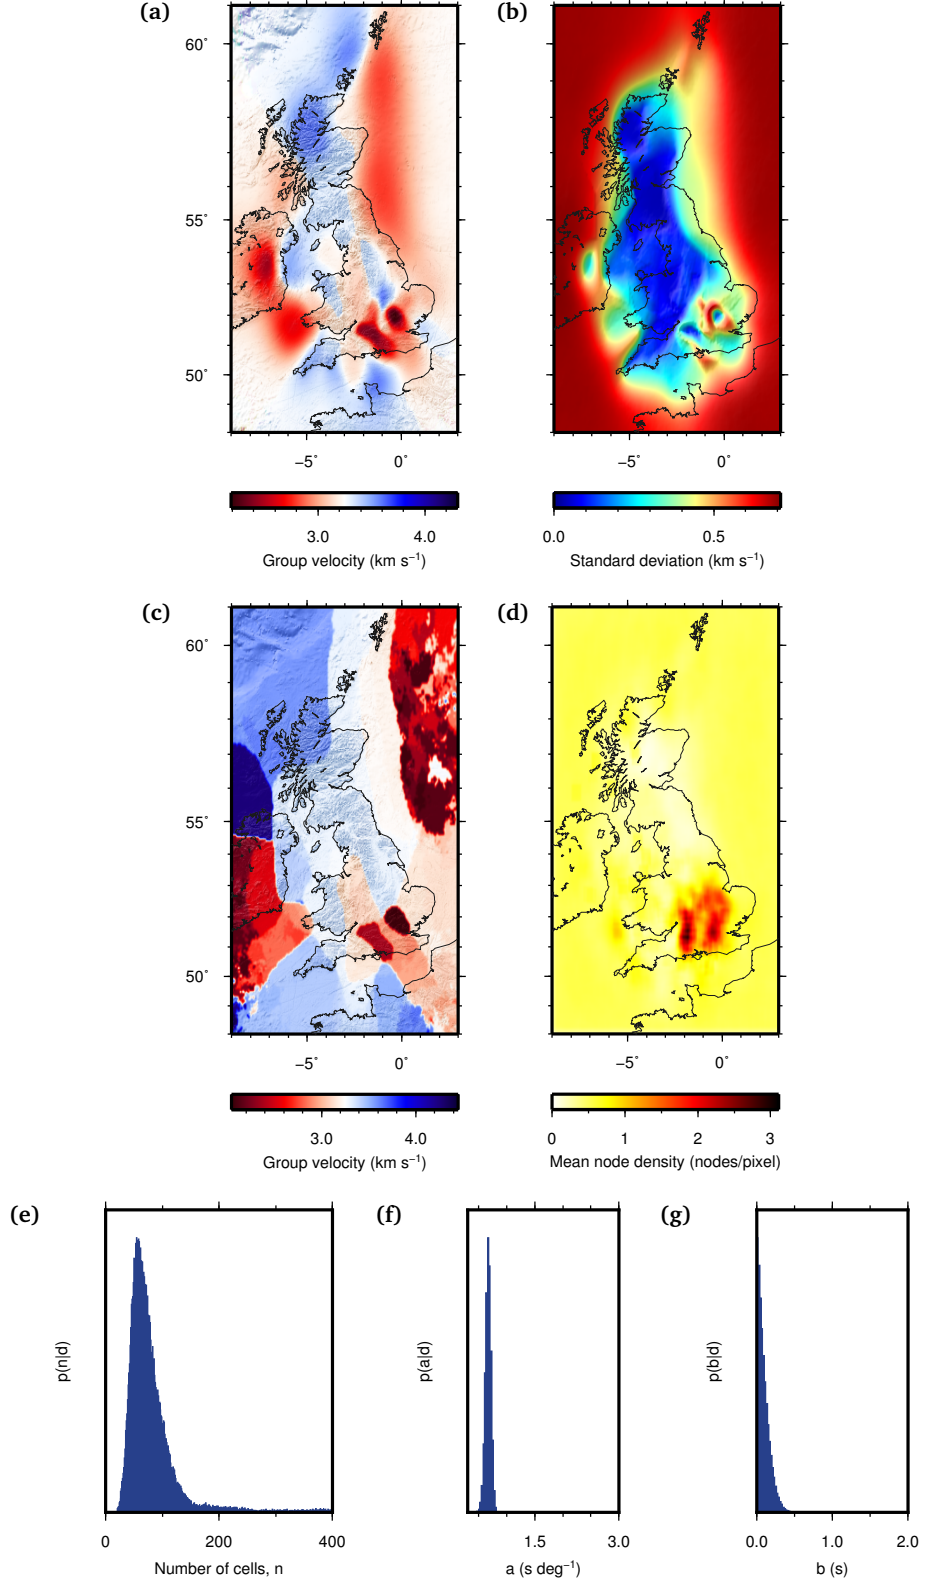 (a) (b)
60˚
55˚
50˚
−5˚ 0˚ −5˚ 0˚
3.0 4.0 0.0 0.5
Group velocity (km s⁻¹) Standard deviation (km s⁻¹)
(c) (d)
60˚
55˚
50˚
−5˚ 0˚ −5˚ 0˚
3.0 4.0 0 1 2 3
Group velocity (km s⁻¹) Mean node density (nodes/pixel)
(e) (f) (g)
p(n|d) p(a|d) p(b|d)
0 200 400 1.5 3.0 0.0 1.0 2.0
Number of cells, n a (s deg⁻¹) b (s)